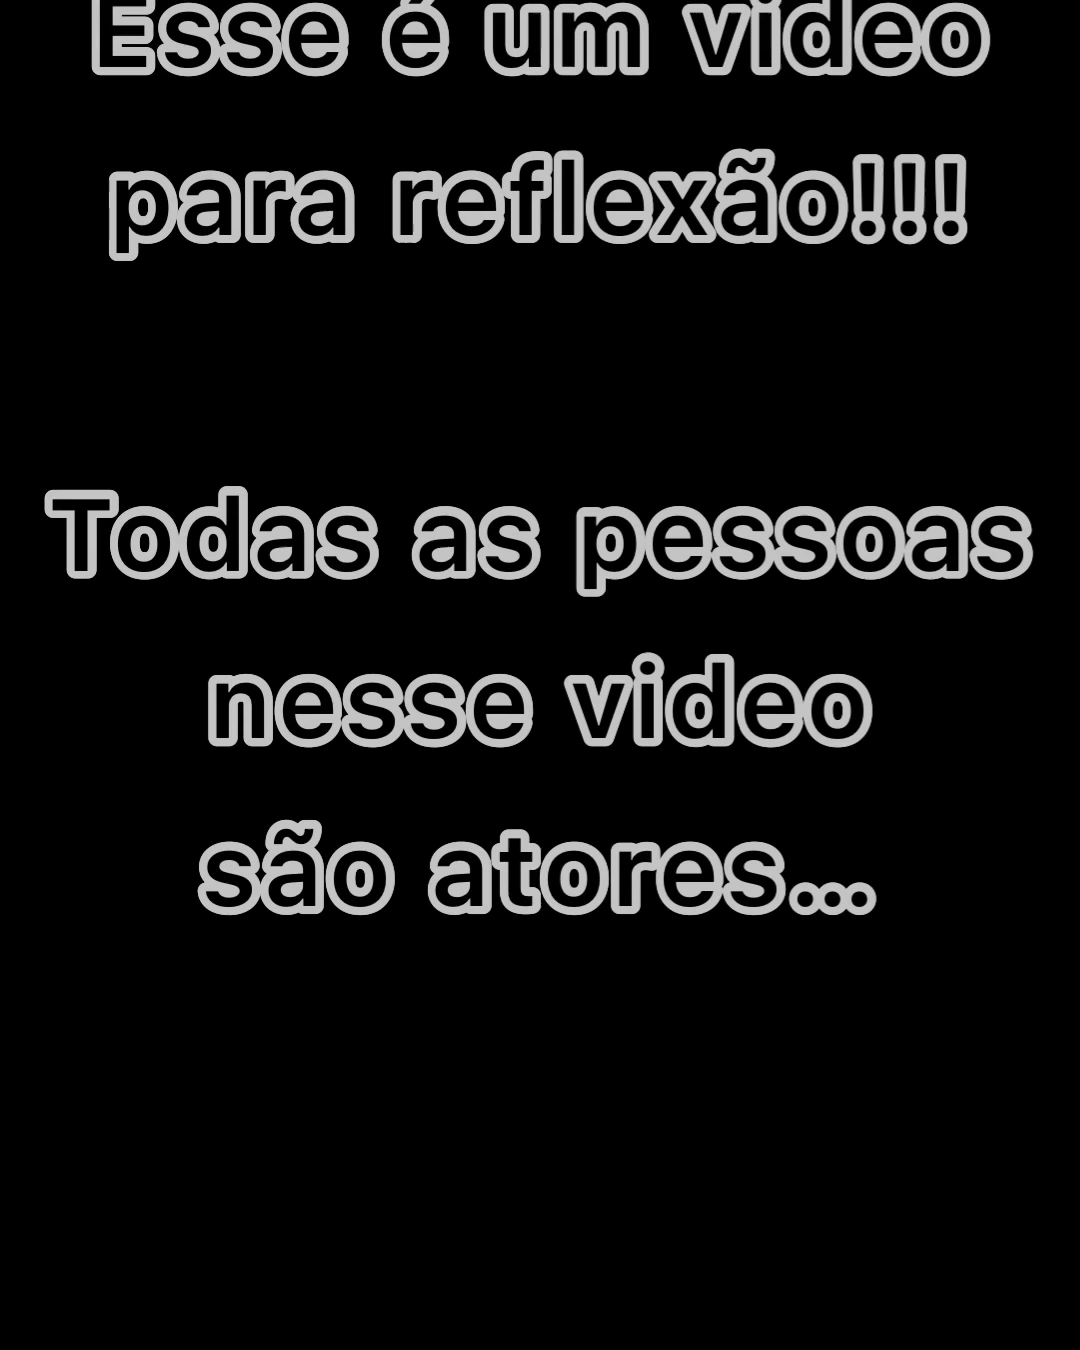 Esse é um video
para reflexão!!!
Todas as pessoas
nesse video
são atores...